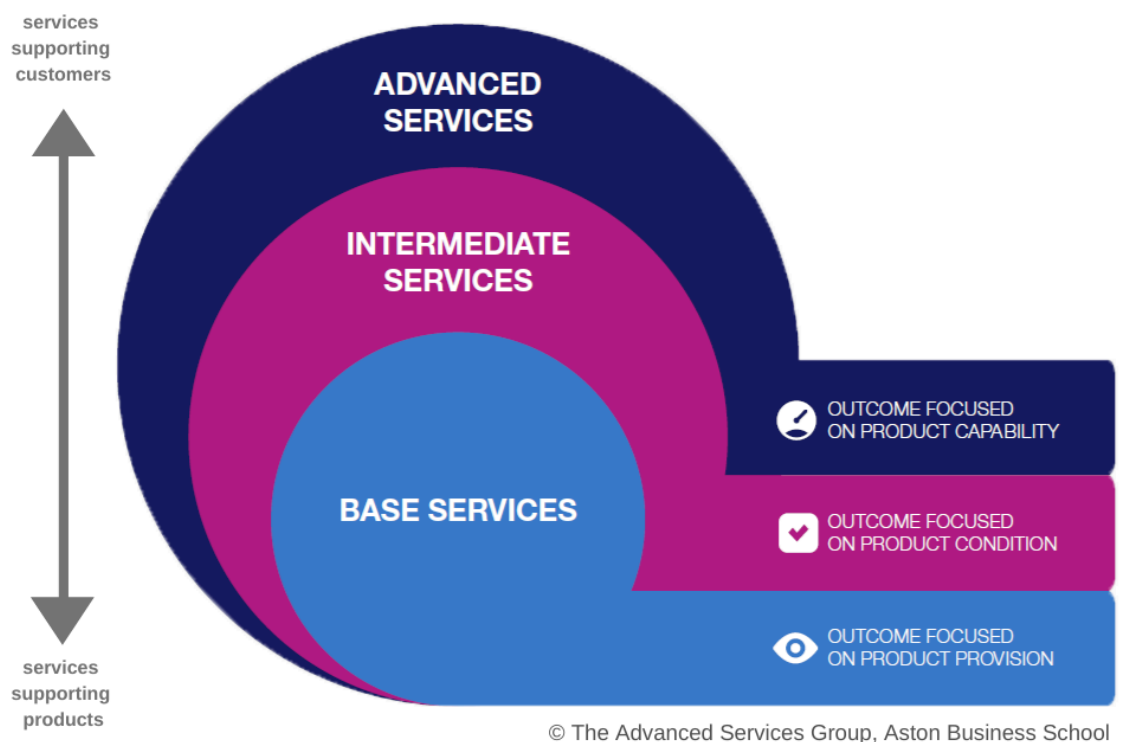 services
supporting
customers
ADVANCED
SERVICES
INTERMEDIATE
SERVICES
BASE SERVICES
OUTCOME FOCUSED
ON PRODUCT CAPABILITY
OUTCOME FOCUSED
ON PRODUCT CONDITION
OUTCOME FOCUSED
ON PRODUCT PROVISION
services
supporting
products
© The Advanced Services Group, Aston Business School